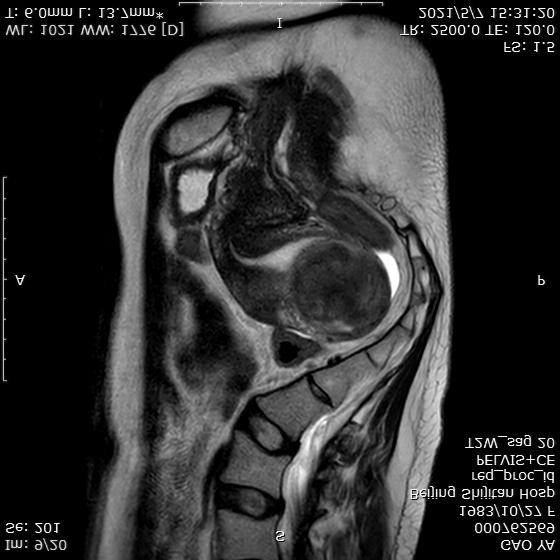 Im: 9/20
Se: 201
S
GAO YA
000762569
1983/10/27 F
Beijing Shijitan Hosp
req_proc_id
PELVIS+CE
T2W_sag 20
A
P
WL: 1021 WW: 1776 [D]
T: 6.0mm L: 13.7mm*
I
FS: 1.5
TR: 2500.0 TE: 120.0
2021/5/7 15:31:20